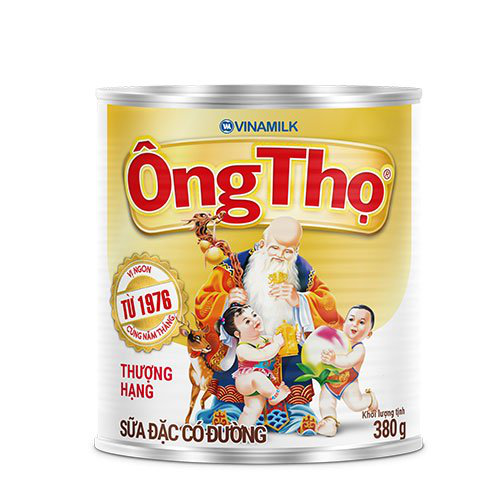 VINAMILK
Ông Thọ®
VỊ NGON
TỪ 1976
CÙNG NĂM THÁNG
THƯỢNG
HẠNG
SỮA ĐẶC CÓ ĐƯỜNG
Khối lượng tịnh
380 g